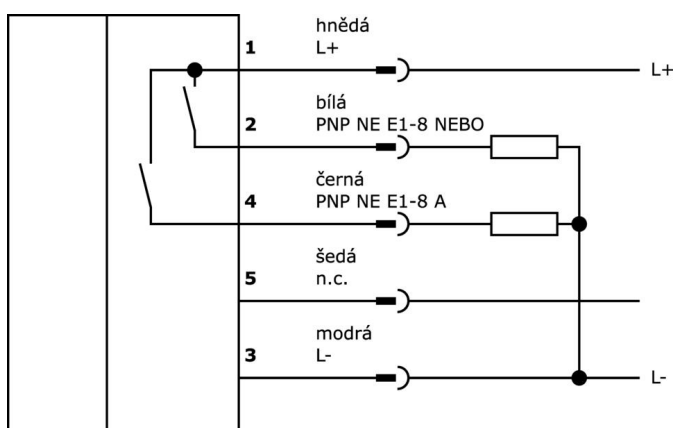 hnědá
1 L+
L+
bílá
2 PNP NE E1-8 NEBO
černá
4 PNP NE E1-8 A
šedá
5 n.c.
modrá
3 L-
L-